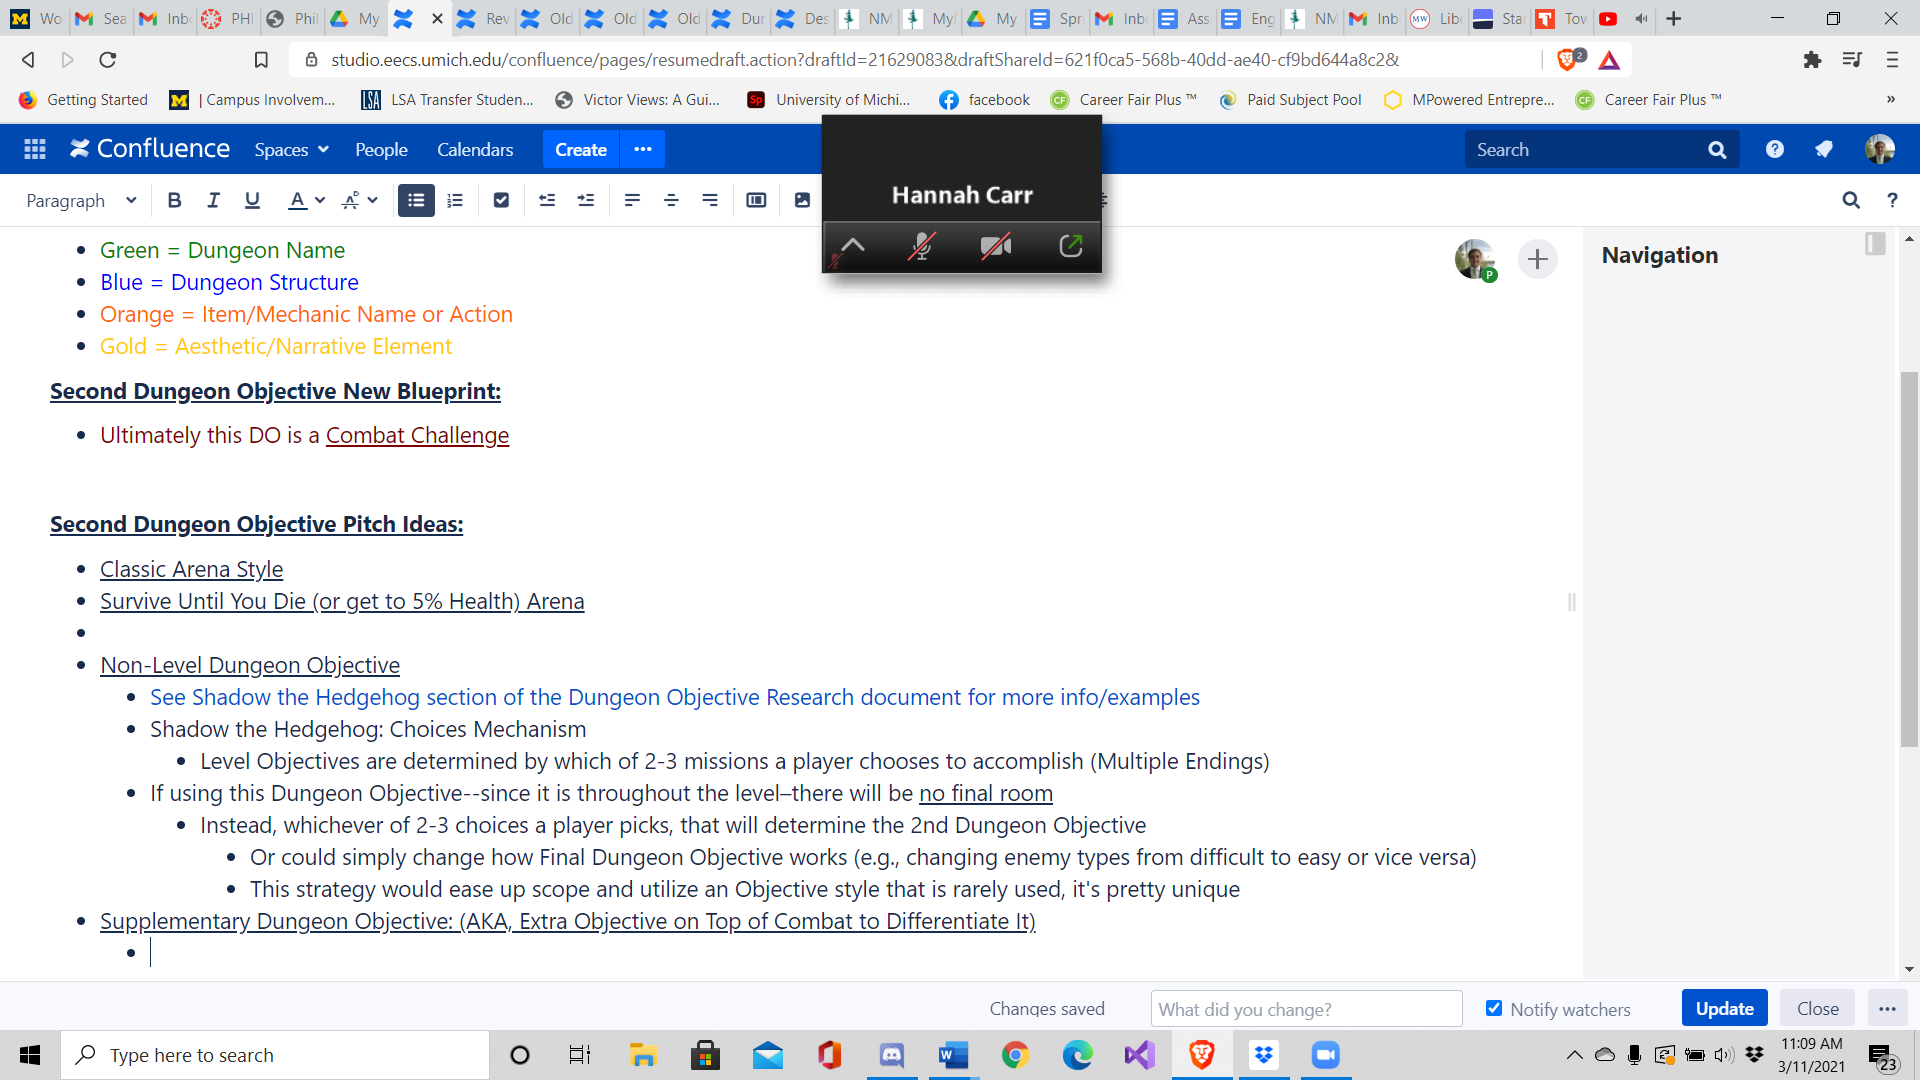 Wo
Sea
Inb
PHI
Phil
My
Rev
Old
Old
Old
Dun
Des
NM
MyI
My
Spr
Inb
Ass
Eng
NM
Inb
Libe
Star
Tow
studio.eecs.umich.edu/confluence/pages/resumedraft.action?draftId=21629083&draftShareId=621f0ca5-568b-40dd-ae40-cf9bd644a8c2&
2
Getting Started
| Campus Involvem...
LSA Transfer Studen...
Victor Views: A Gui...
University of Michi...
facebook
Career Fair Plus ™
Paid Subject Pool
MPowered Entrepre...
Career Fair Plus ™
»
Confluence
Spaces
People
Calendars
Create
Search
Hannah Carr
Paragraph
B I U A
Green = Dungeon Name
Blue = Dungeon Structure
Orange = Item/Mechanic Name or Action
Gold = Aesthetic/Narrative Element
Second Dungeon Objective New Blueprint:
Ultimately this DO is a Combat Challenge
Second Dungeon Objective Pitch Ideas:
Classic Arena Style
Survive Until You Die (or get to 5% Health) Arena
Non-Level Dungeon Objective
See Shadow the Hedgehog section of the Dungeon Objective Research document for more info/examples
Shadow the Hedgehog: Choices Mechanism
Level Objectives are determined by which of 2-3 missions a player chooses to accomplish (Multiple Endings)
If using this Dungeon Objective--since it is throughout the level–there will be no final room
Instead, whichever of 2-3 choices a player picks, that will determine the 2nd Dungeon Objective
Or could simply change how Final Dungeon Objective works (e.g., changing enemy types from difficult to easy or vice versa)
This strategy would ease up scope and utilize an Objective style that is rarely used, it's pretty unique
Supplementary Dungeon Objective: (AKA, Extra Objective on Top of Combat to Differentiate It)
P
Navigation
Changes saved
What did you change?
Notify watchers
Update
Close
Type here to search
11:09 AM
3/11/2021
23